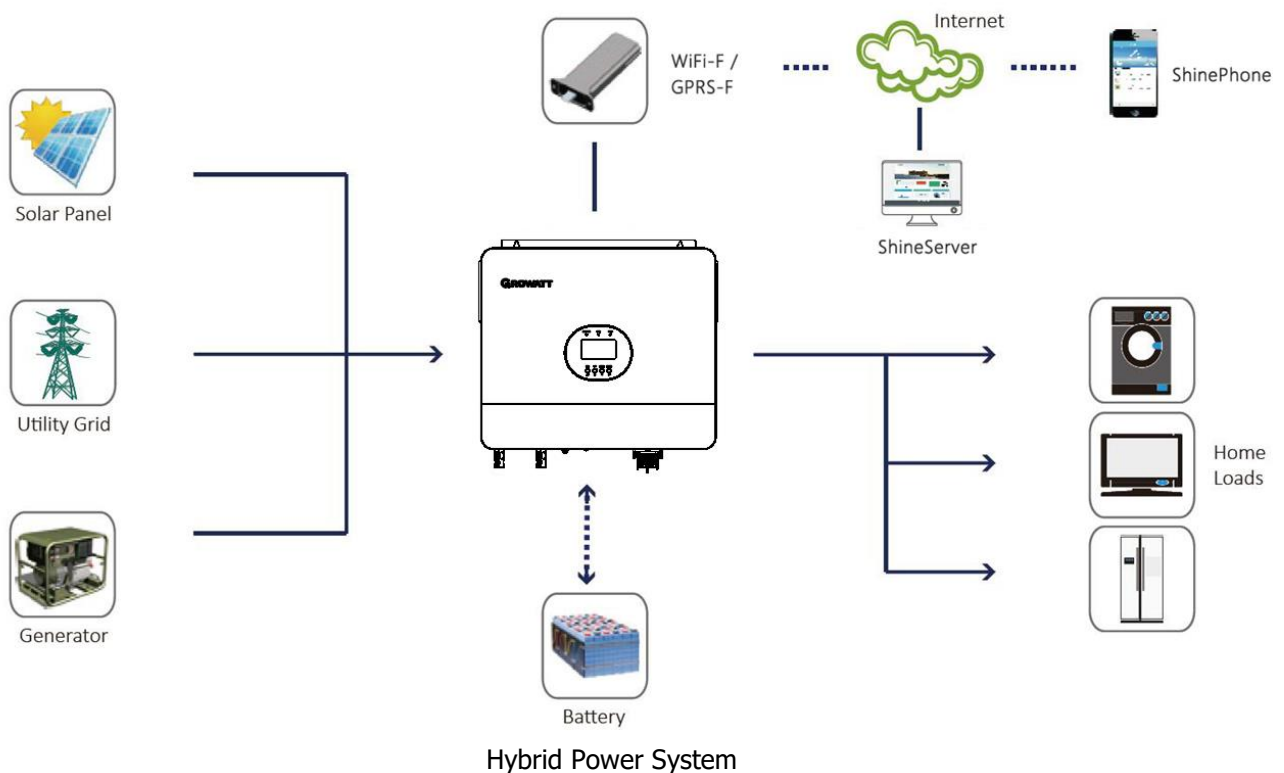 Internet
WiFi-F /
GPRS-F
ShinePhone
Solar Panel
ShineServer
GROWATT
Utility Grid
Home
Loads
Generator
Battery
Hybrid Power System